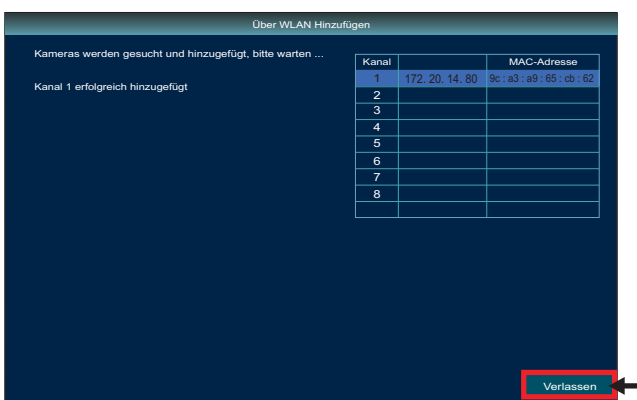 Über WLAN Hinzufügen
Kameras werden gesucht und hinzugefügt, bitte warten ...
Kanal 1 erfolgreich hinzugefügt
Kanal MAC-Adresse
1 172. 20. 14. 80 9c : a3 : a9 : 65 : cb : 62
2
3
4
5
6
7
8
Verlassen